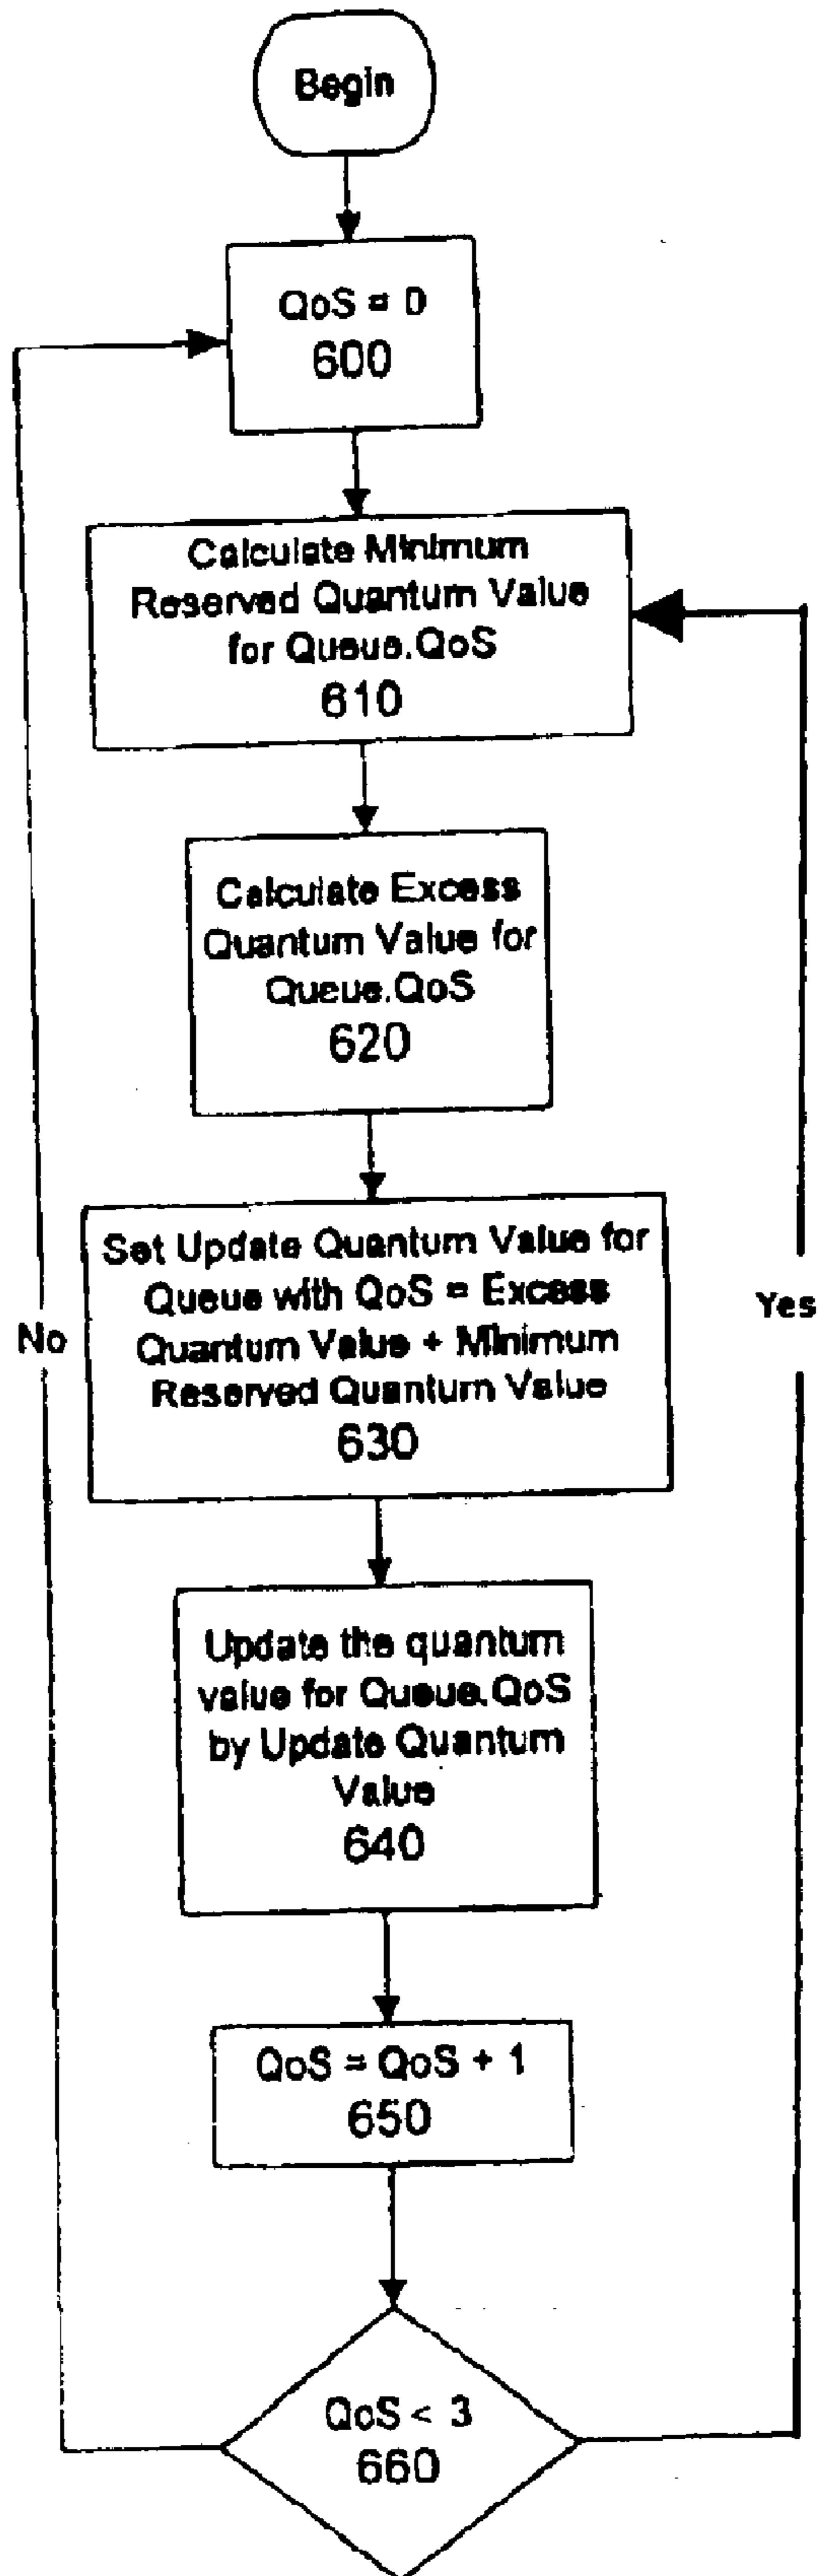 Begin
QoS = 0
600
Calculate Minimum
Reserved Quantum Value
for Queue.QoS
610
Calculate Excess
Quantum Value for
Queue.QoS
620
Set Update Quantum Value for
Queue with QoS = Excess
Quantum Value + Minimum
Reserved Quantum Value
630
No
Yes
Update the quantum
value for Queue.QoS
by Update Quantum
Value
640
QoS = QoS + 1
650
QoS < 3
660